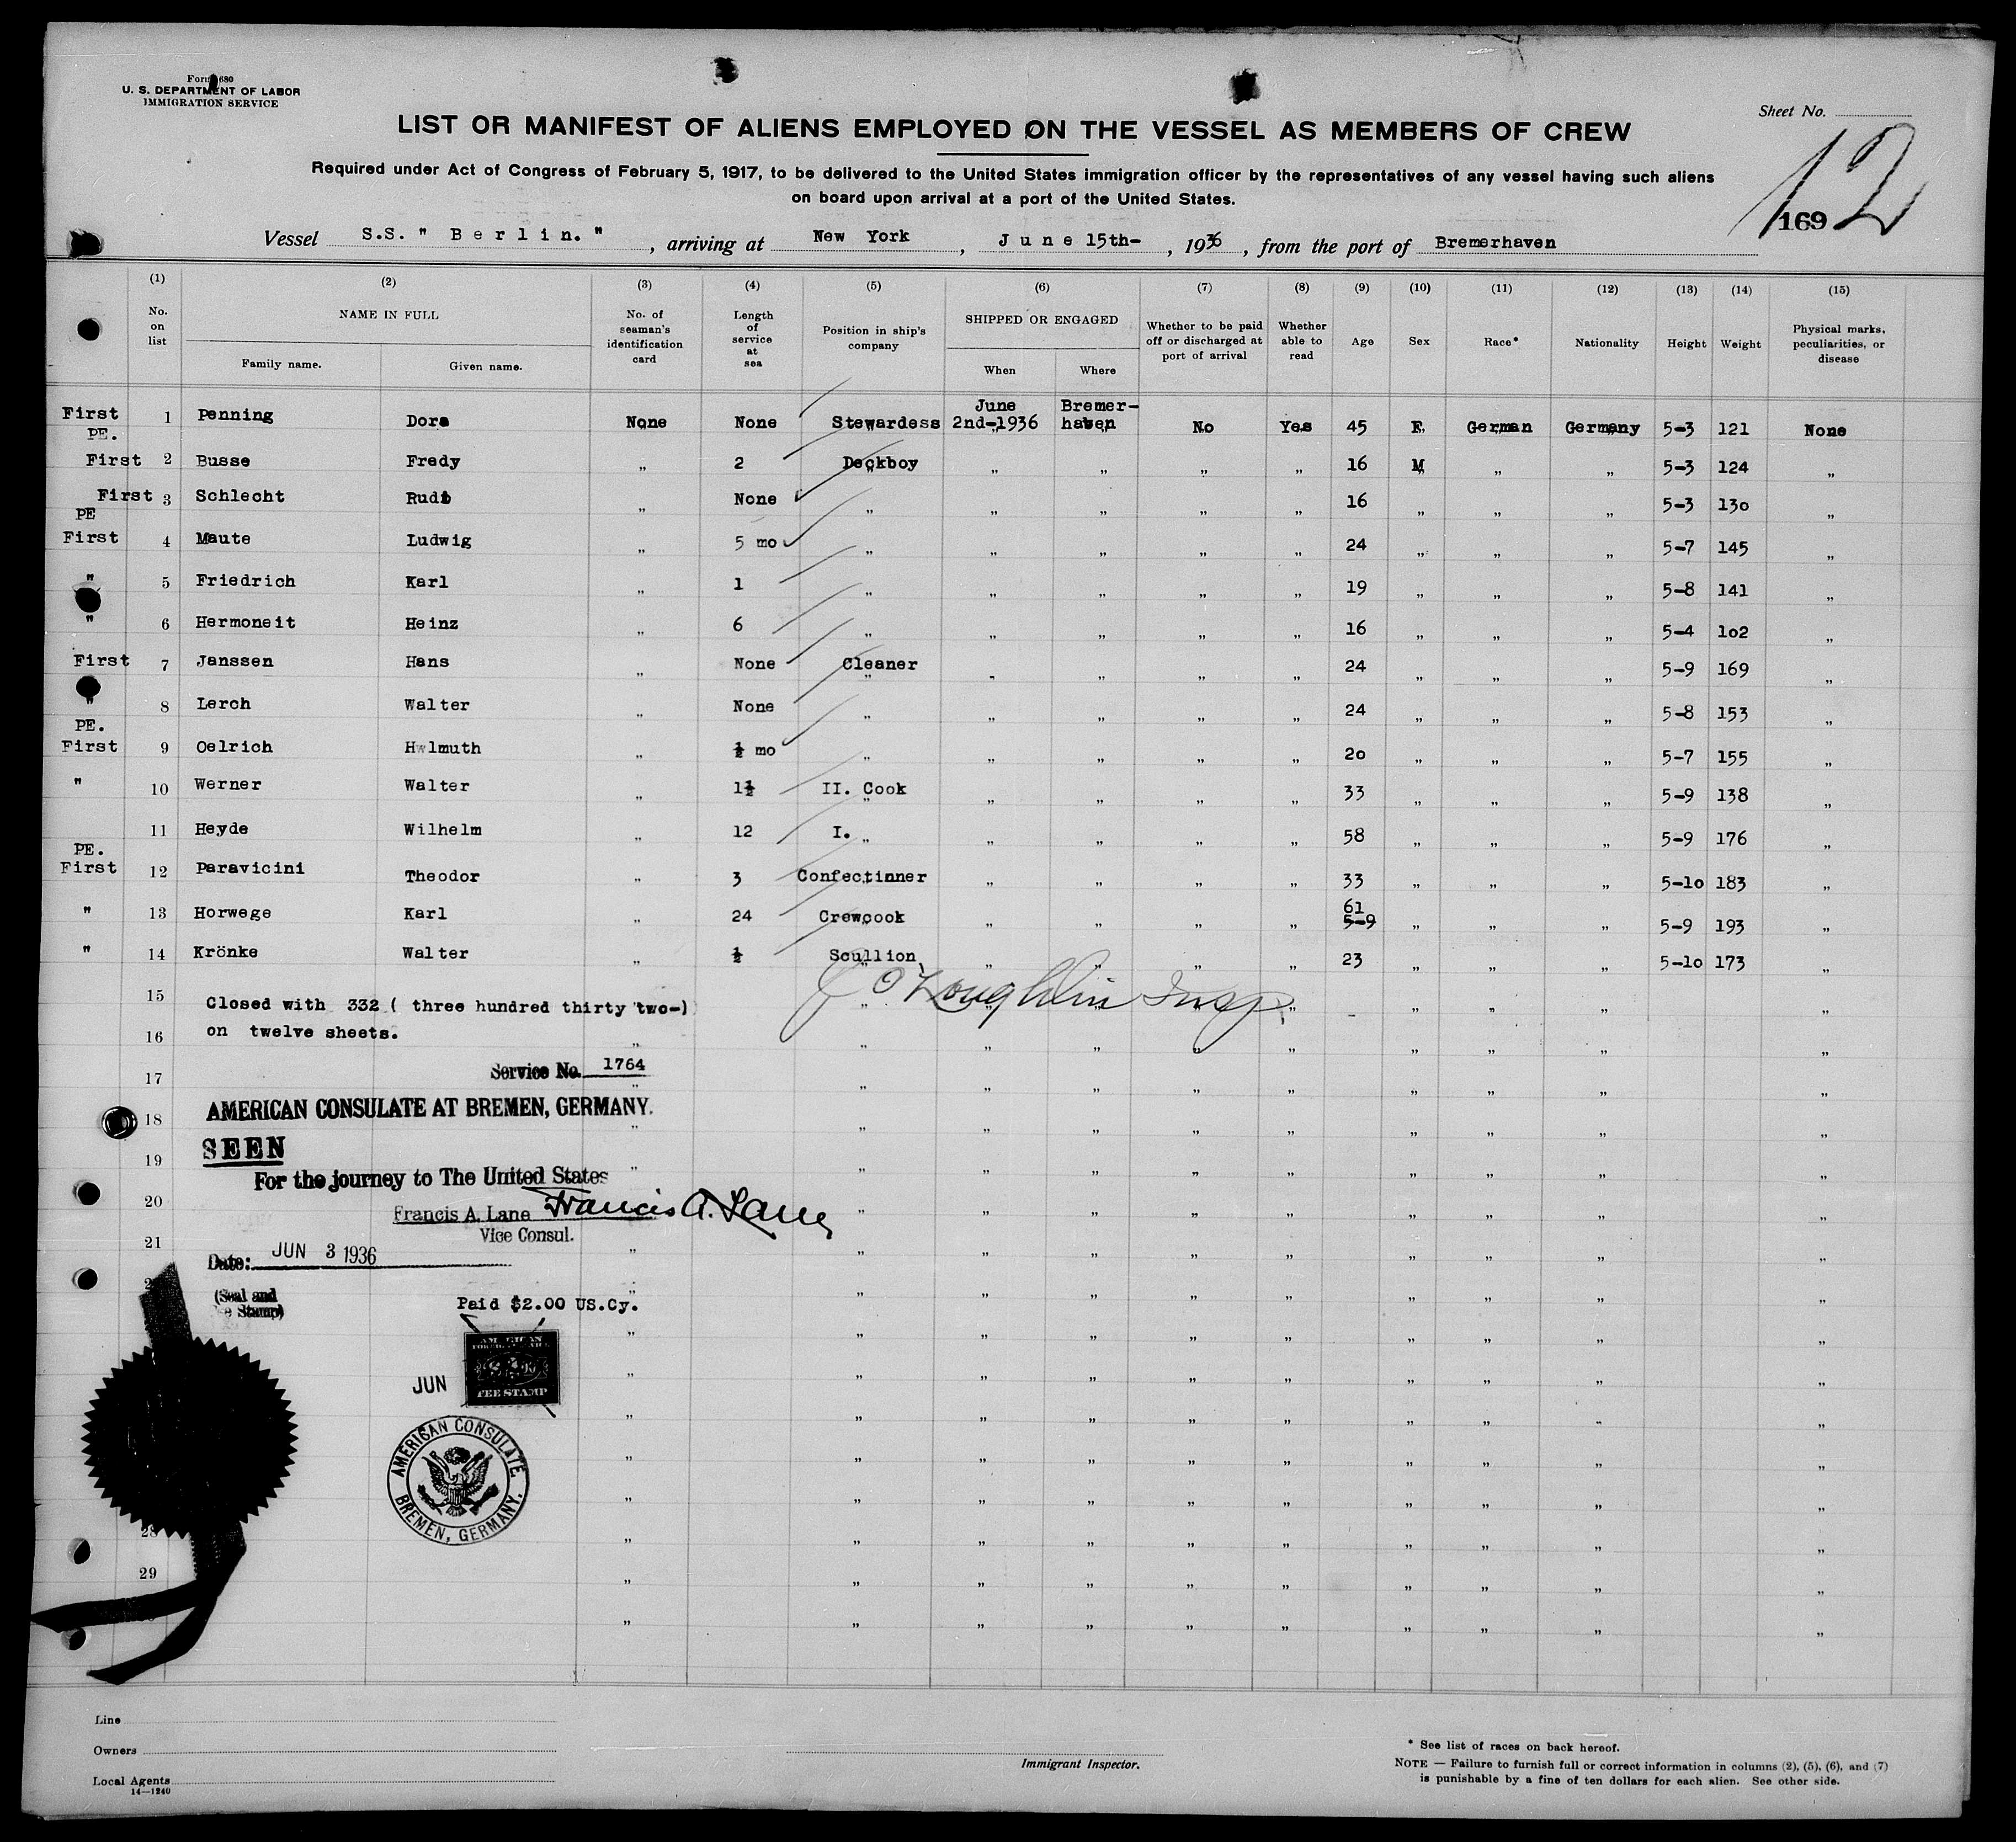 Form 680
U. S. DEPARTMENT OF LABOR
IMMIGRATION SERVICE
Sheet No.
LIST OR MANIFEST OF ALIENS EMPLOYED ON THE VESSEL AS MEMBERS OF CREW
12
Required under Act of Congress of February 5, 1917, to be delivered to the United States immigration officer by the representatives of any vessel having such aliens
on board upon arrival at a port of the United States.
169
Vessel S.S. " Berlin. " , arriving at New York , June 15th- , 1936 , from the port of Bremerhaven
(1) (2) (3) (4) (5) (6) (7) (8) (9) (10) (11) (12) (13) (14) (15)
No. on list
NAME IN FULL
Family name. Given name.
No. of seaman's identification card
Length of service at sea
Position in ship's company
SHIPPED OR ENGAGED
When Where
Whether to be paid off or discharged at port of arrival
Whether able to read
Age
Sex
Race*
Nationality
Height
Weight
Physical marks, peculiarities, or disease
First PE. 1 Penning Dora None None Stewardess June 2nd-1936 Bremer-haven No Yes 45 F. German Germany 5-3 121 None
First 2 Busse Fredy " 2 Deckboy " " " " 16 M " " 5-3 124 "
First PE 3 Schlecht Rudi " None " " " " " 16 " " " 5-3 130 "
First 4 Maute Ludwig " 5 mo " " " " " 24 " " " 5-7 145 "
" 5 Friedrich Karl " 1 " " " " " 19 " " " 5-8 141 "
" 6 Hermoneit Heinz " 6 " " " " " 16 " " " 5-4 102 "
First 7 Janssen Hans " None Cleaner " " " " 24 " " " 5-9 169 "
" 8 Lerch Walter " None " " " " " 24 " " " 5-8 153 "
PE. First 9 Oelrich Helmuth " ½ mo " " " " " 20 " " " 5-7 155 "
" 10 Werner Walter " 1½ II. Cook " " " " 33 " " " 5-9 138 "
11 Heyde Wilhelm " 12 I. " " " " " 58 " " " 5-9 176 "
PE. First 12 Paravicini Theodor " 3 Confectinner " " " " 33 " " " 5-10 183 "
" 13 Horwege Karl " 24 Crewcook " " " " 61 5-9 " " " 5-9 193 "
" 14 Krönke Walter " ½ Scullion " " " " 23 " " " 5-10 173 "
J O'Loughlin Insp.
15 Closed with 332 ( three hundred thirty two-)
16 on twelve sheets.
17 Service No. 1764
18 AMERICAN CONSULATE AT BREMEN, GERMANY.
19 SEEN
For the journey to The United States
20 Francis A. Lane Francis A. Lane
Vice Consul.
21 Date: JUN 3 1936
(Seal and
Stamp)
Paid $2.00 US.Cy.
AMERICAN
FEE STAMP
JUN
AMERICAN CONSULATE
BREMEN, GERMANY.
28
29
Line
Owners
Local Agents
14—1240
Immigrant Inspector.
* See list of races on back hereof.
NOTE — Failure to furnish full or correct information in columns (2), (5), (6), and (7)
is punishable by a fine of ten dollars for each alien. See other side.